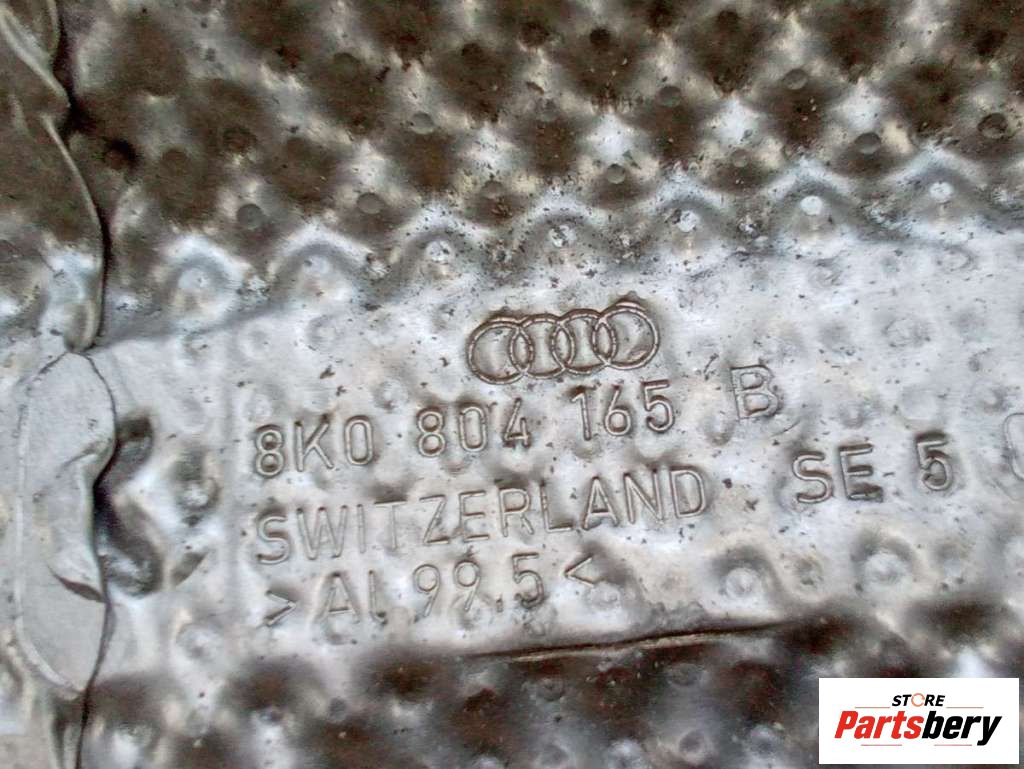 8K0 804 165 B
SWITZERLAND SE 5
>AL 99.5<
STORE
Partsbery